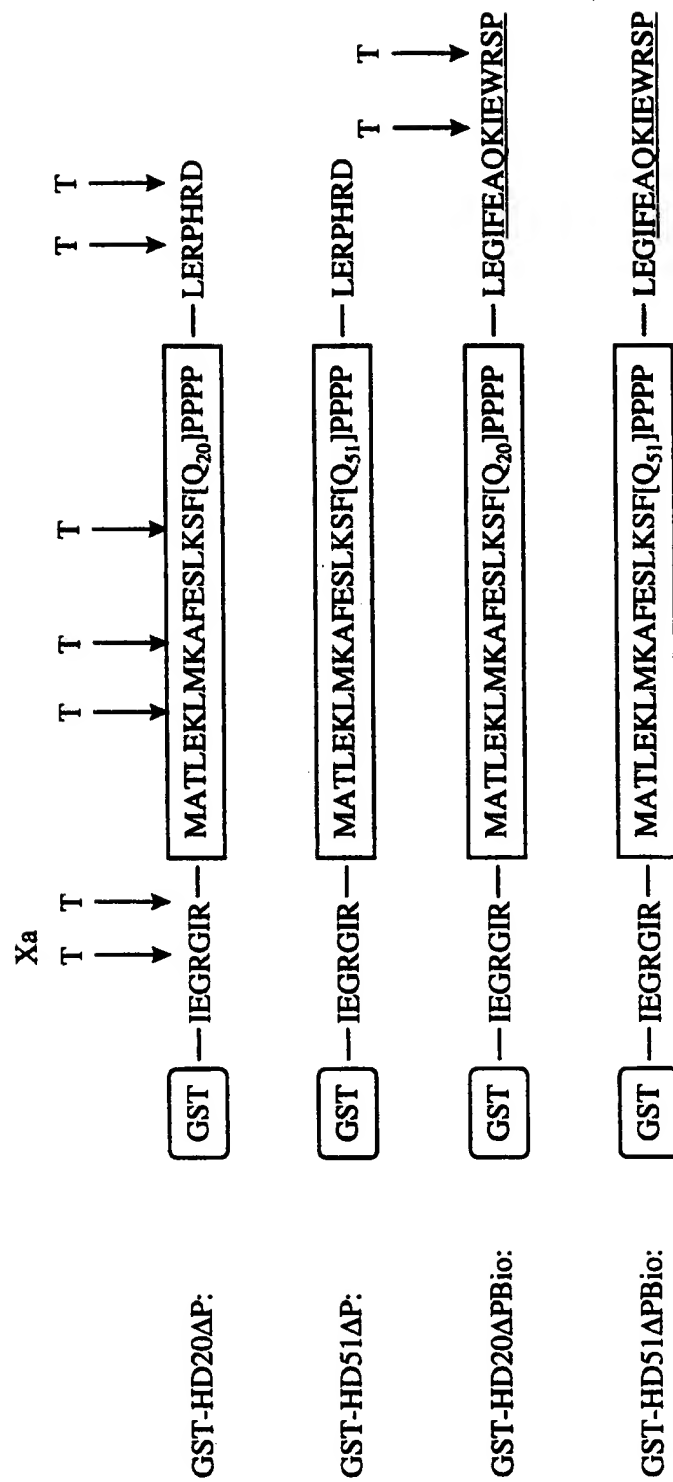 Xa
T T T T T T T
GST-HD20ΔP: GST — IEGRGIR — MATLEKLMKAFESLKSF[Q20]PPPP — LERPHRD
GST-HD51ΔP: GST — IEGRGIR — MATLEKLMKAFESLKSF[Q51]PPPP — LERPHRD
T T
GST-HD20ΔPBio: GST — IEGRGIR — MATLEKLMKAFESLKSF[Q20]PPPP — LEGIFEAQKIEWRSP
GST-HD51ΔPBio: GST — IEGRGIR — MATLEKLMKAFESLKSF[Q51]PPPP — LEGIFEAQKIEWRSP